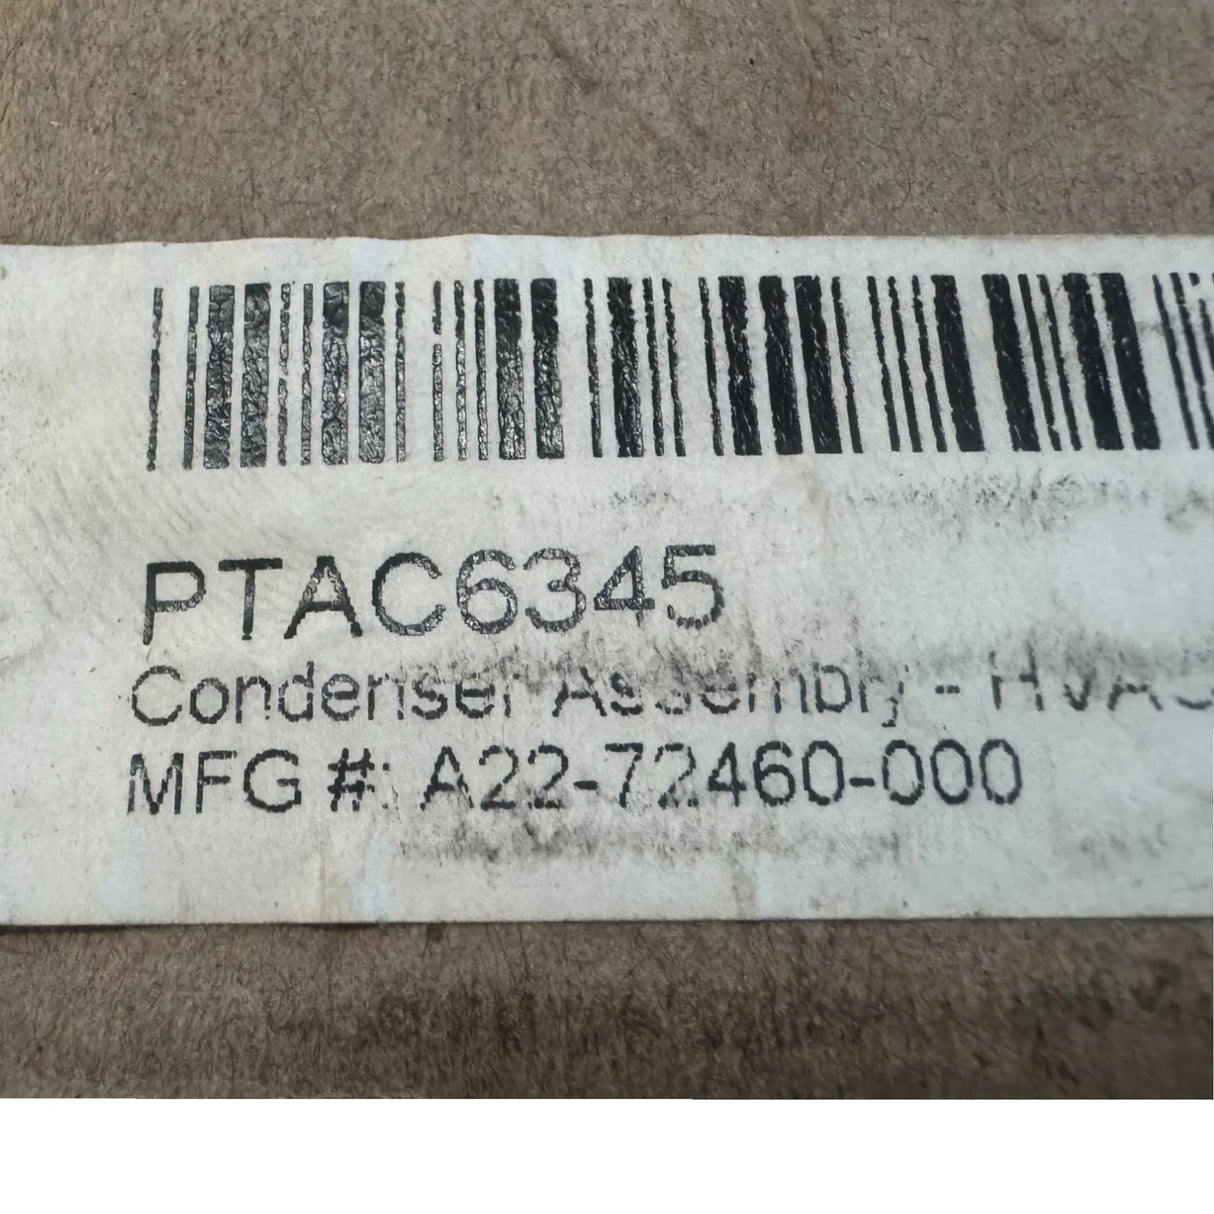 PTAC6345
Condenser Assembly - HVAC
MFG #: A22-72460-000